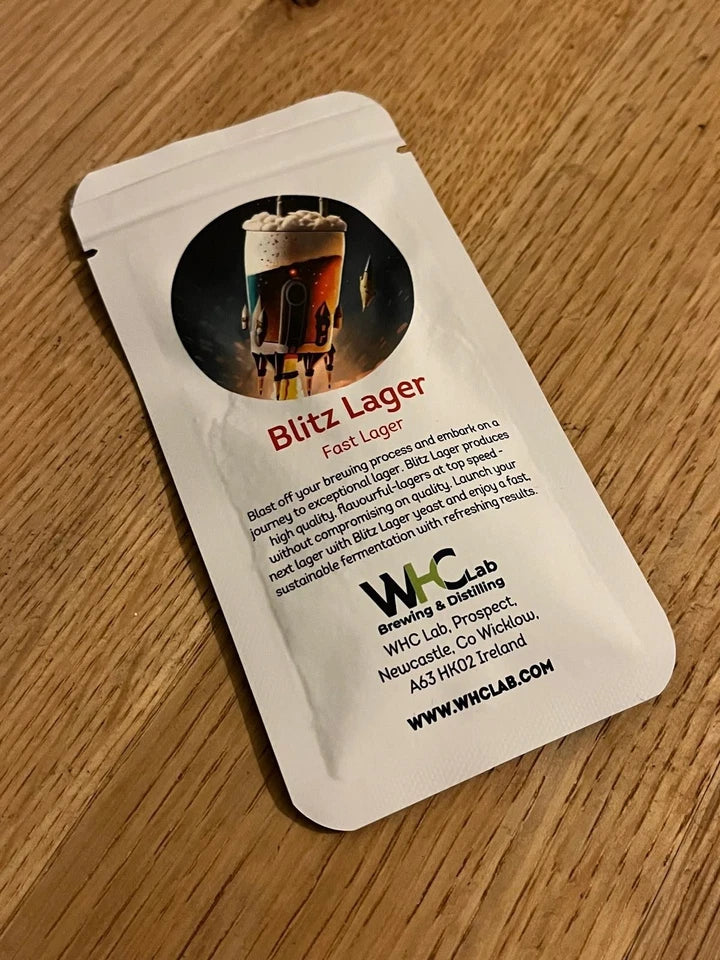 Blitz Lager
Fast Lager
Blast off your brewing process and embark on a
journey to exceptional lager. Blitz Lager produces
high quality, flavourful-lagers at top speed -
without compromising on quality. Launch your
next lager with Blitz Lager yeast and enjoy a fast,
sustainable fermentation with refreshing results.
WHC Lab
Brewing & Distilling
WHC Lab, Prospect,
Newcastle, Co Wicklow,
A63 HK02 Ireland
WWW.WHCLAB.COM